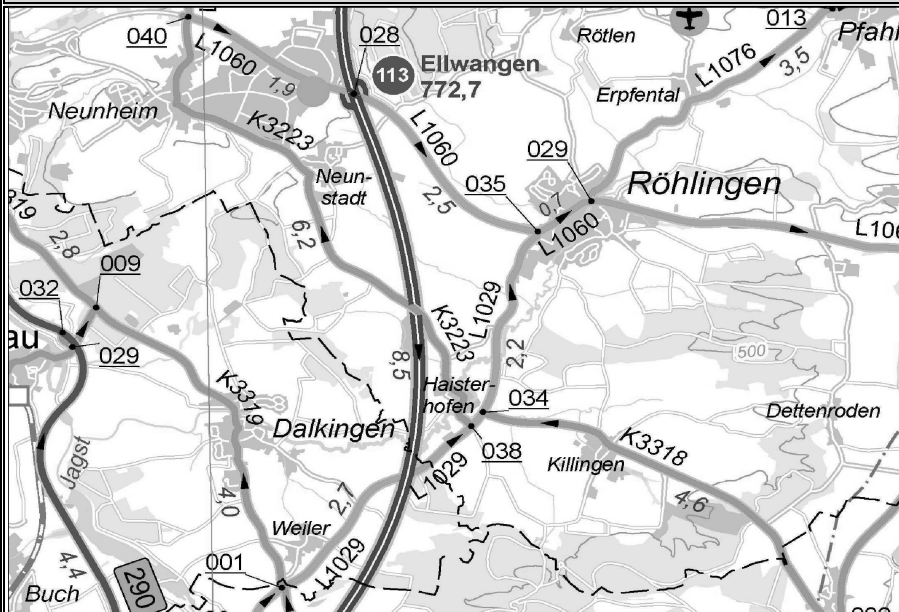 040
028
013
Pfahl
Rötlen
L1060
113 Ellwangen
772,7
L1076
3,5
1,9
Erpfental
Neunheim
K3223
L1060
029
Neun-
stadt
035
Röhlingen
2,5
0,7
L1060
L106
319
2,8
6,2
009
032
L1029
K3223
au
029
8,5
2,2
500
Haister-
hofen
034
K3319
Dalkingen
Dettenroden
K3318
038
Killingen
L1029
Jagst
4,0
2,7
4,6
Weiler
001
L1029
4,4
290
Buch